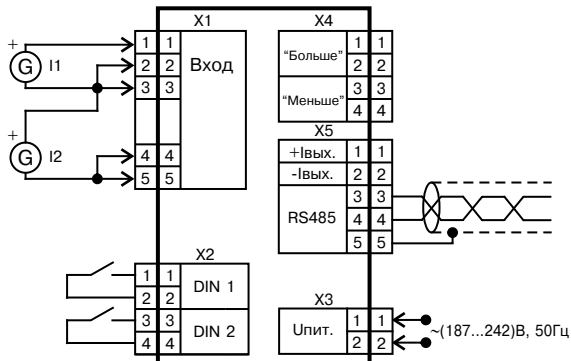 X1
X4
+
G I1
1 1
2 2
3 3
Вход
4 4
5 5
+
G I2
“Больше”
1 1
2 2
“Меньше”
3 3
4 4
X5
+Iвых. 1 1
-Iвых. 2 2
RS485
3 3
4 4
5 5
X2
1 1
2 2
DIN 1
3 3
4 4
DIN 2
X3
Uпит.
1 1
2 2
~(187...242)В, 50Гц